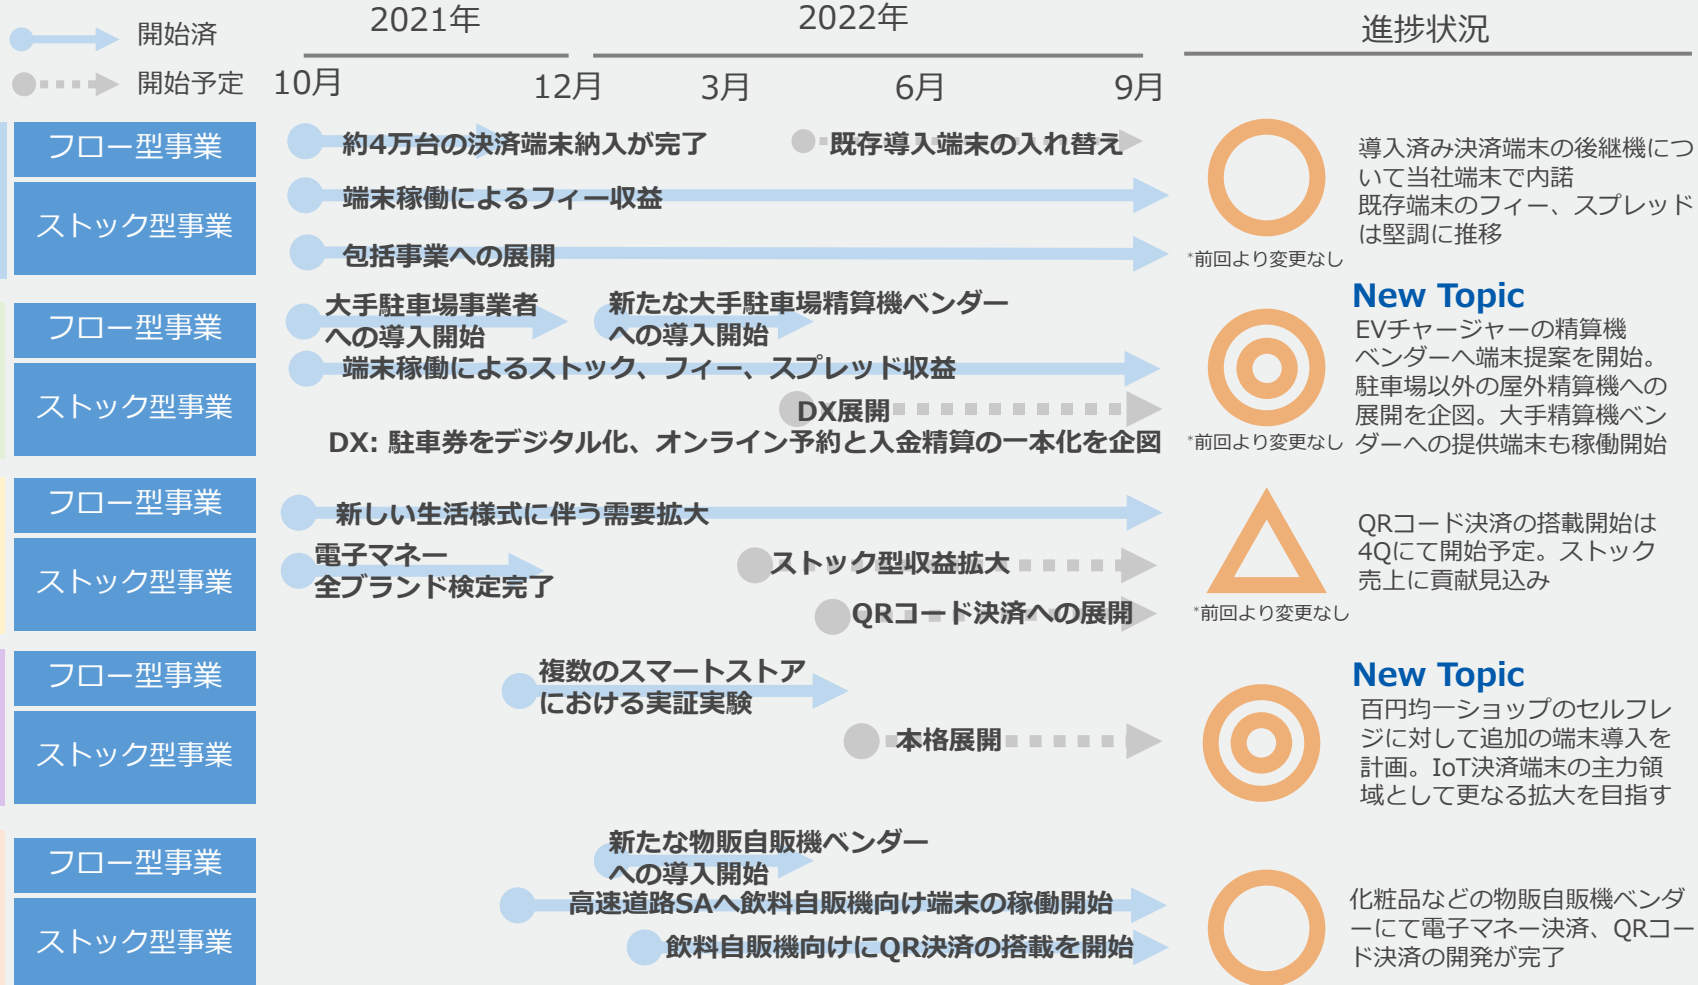 開始済
開始予定
2021年
2022年
進捗状況
10月
12月
3月
6月
9月
フロー型事業
ストック型事業
約4万台の決済端末納入が完了
既存導入端末の入れ替え
端末稼働によるフィー収益
包括事業への展開
*前回より変更なし
導入済み決済端末の後継機につ
いて当社端末で内諾
既存端末のフィー、スプレッド
は堅調に推移
フロー型事業
ストック型事業
大手駐車場事業者
への導入開始
新たな大手駐車場精算機ベンダー
への導入開始
端末稼働によるストック、フィー、スプレッド収益
DX展開
DX: 駐車券をデジタル化、オンライン予約と入金精算の一本化を企図
*前回より変更なし
New Topic
EVチャージャーの精算機
ベンダーへ端末提案を開始。
駐車場以外の屋外精算機への
展開を企図。大手精算機ベン
ダーへの提供端末も稼働開始
フロー型事業
ストック型事業
新しい生活様式に伴う需要拡大
電子マネー
全ブランド検定完了
ストック型収益拡大
QRコード決済への展開
*前回より変更なし
QRコード決済の搭載開始は
4Qにて開始予定。ストック
売上に貢献見込み
フロー型事業
ストック型事業
複数のスマートストア
における実証実験
本格展開
New Topic
百円均一ショップのセルフレ
ジに対して追加の端末導入を
計画。IoT決済端末の主力領
域として更なる拡大を目指す
フロー型事業
ストック型事業
新たな物販自販機ベンダー
への導入開始
高速道路SAへ飲料自販機向け端末の稼働開始
飲料自販機向けにQR決済の搭載を開始
化粧品などの物販自販機ベンダ
ーにて電子マネー決済、QRコー
ド決済の開発が完了